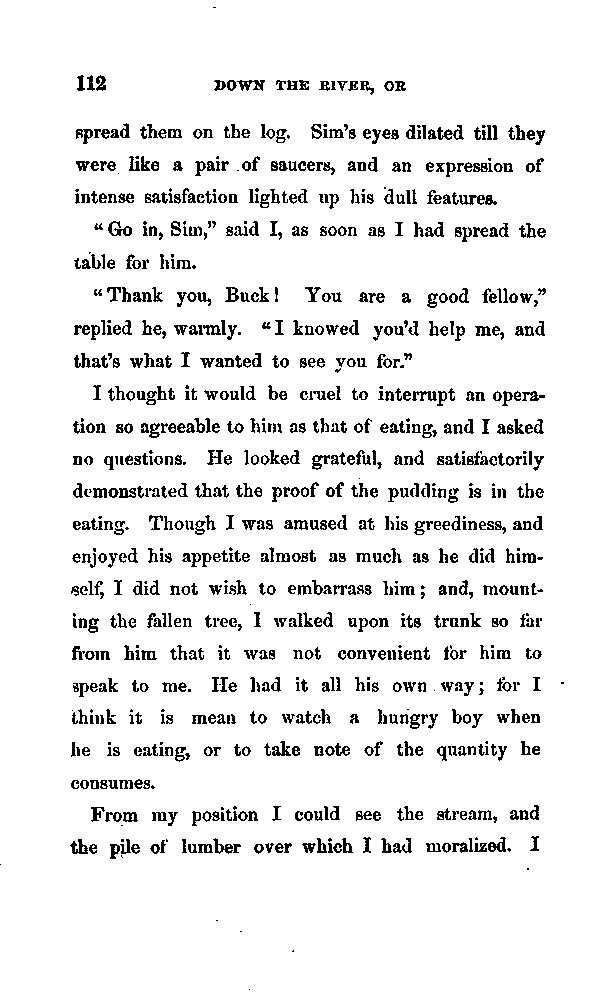 112 DOWN THE RIVER, OR
spread them on the log. Sim's eyes dilated till they
were like a pair of saucers, and an expression of
intense satisfaction lighted up his dull features.
"Go in, Sim," said I, as soon as I had spread the
table for him.
"Thank you, Buck! You are a good fellow,"
replied he, warmly. "I knowed you'd help me, and
that's what I wanted to see you for."
I thought it would be cruel to interrupt an opera-
tion so agreeable to him as that of eating, and I asked
no questions. He looked grateful, and satisfactorily
demonstrated that the proof of the pudding is in the
eating. Though I was amused at his greediness, and
enjoyed his appetite almost as much as he did him-
self, I did not wish to embarrass him; and, mount-
ing the fallen tree, I walked upon its trunk so far
from him that it was not convenient for him to
speak to me. He had it all his own way; for I
think it is mean to watch a hungry boy when
he is eating, or to take note of the quantity he
consumes.
From my position I could see the stream, and
the pile of lumber over which I had moralized. I